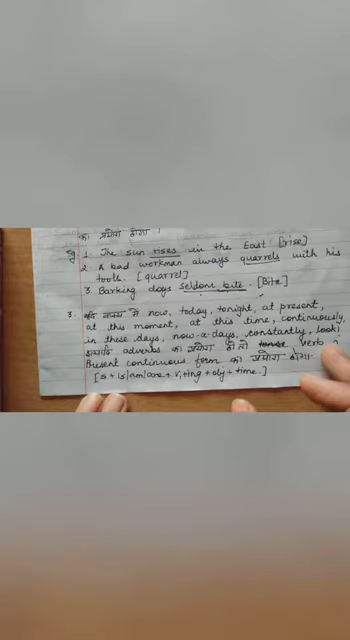 का प्रयोग होगा।
Eg 1. The sun rises in the East [rise]
2. A bad workman always quarrels with his
tools. [quarrel]
3. Barking dogs seldom bite. [Bite]
3. यदि वाक्य में now, today, tonight, at present,
at this moment, at this time, continuously,
in these days, now-a-days, constantly, look!
इत्यादि adverbs का प्रयोग हो तो verb
Present continuous form का प्रयोग होगा।
[s + is/am/are + v₁ + ing + obj + time]